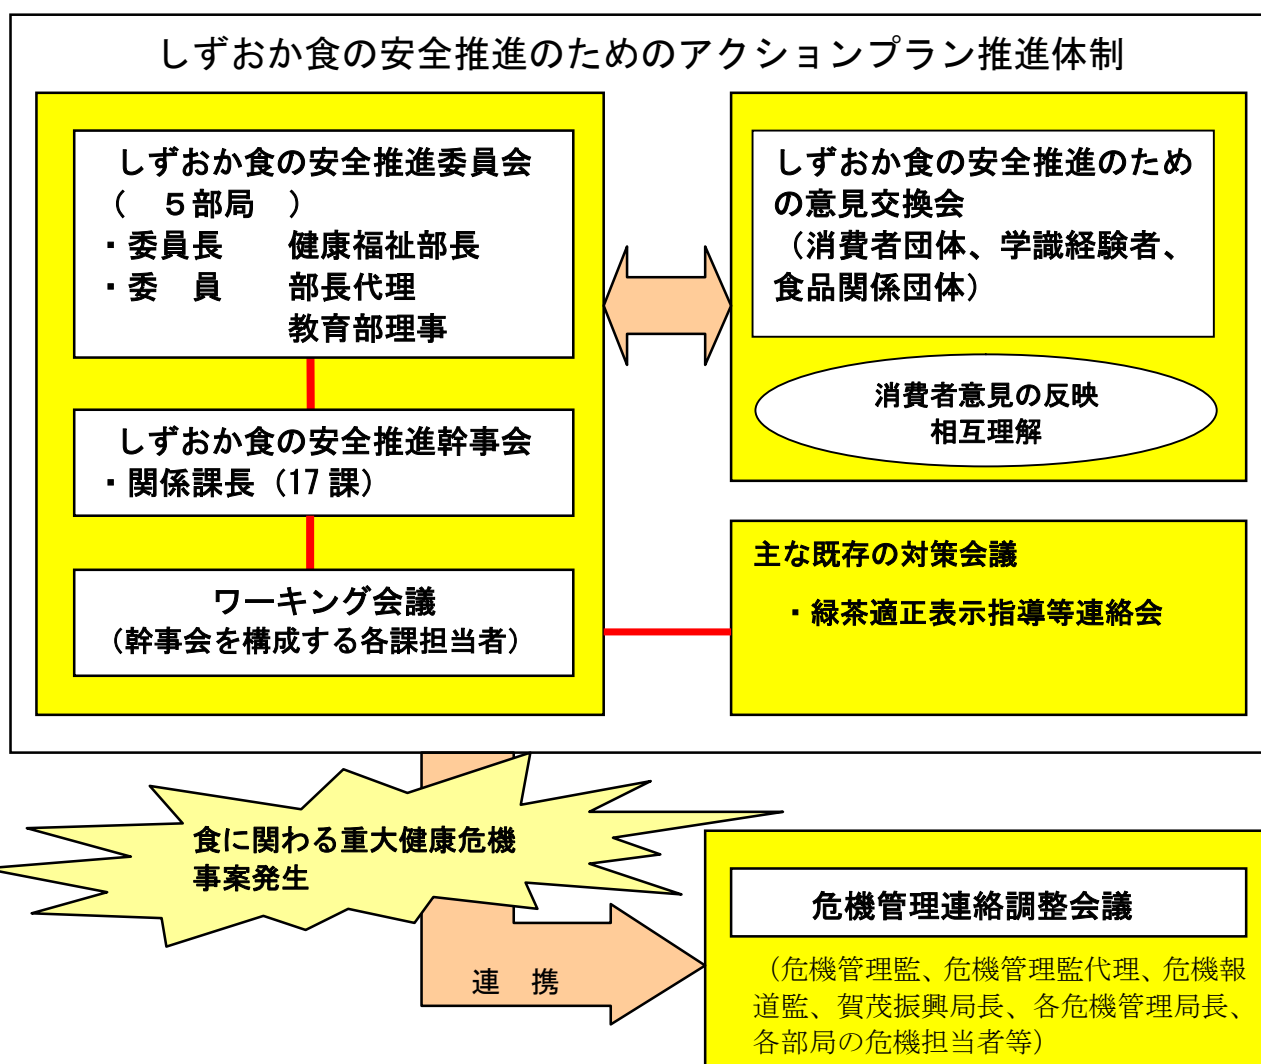 しずおか食の安全推進のためのアクションプラン推進体制
しずおか食の安全推進委員会
（　５部局　）
・委員長　　健康福祉部長
・委　員　　部長代理
教育部理事
しずおか食の安全推進幹事会
・関係課長（17 課）
ワーキング会議
（幹事会を構成する各課担当者）
しずおか食の安全推進のため
の意見交換会
（消費者団体、学識経験者、
食品関係団体）
消費者意見の反映
相互理解
主な既存の対策会議
・緑茶適正表示指導等連絡会
食に関わる重大健康危機
事案発生
連　携
危機管理連絡調整会議
（危機管理監、危機管理監代理、危機報
道監、賀茂振興局長、各危機管理局長、
各部局の危機担当者等）